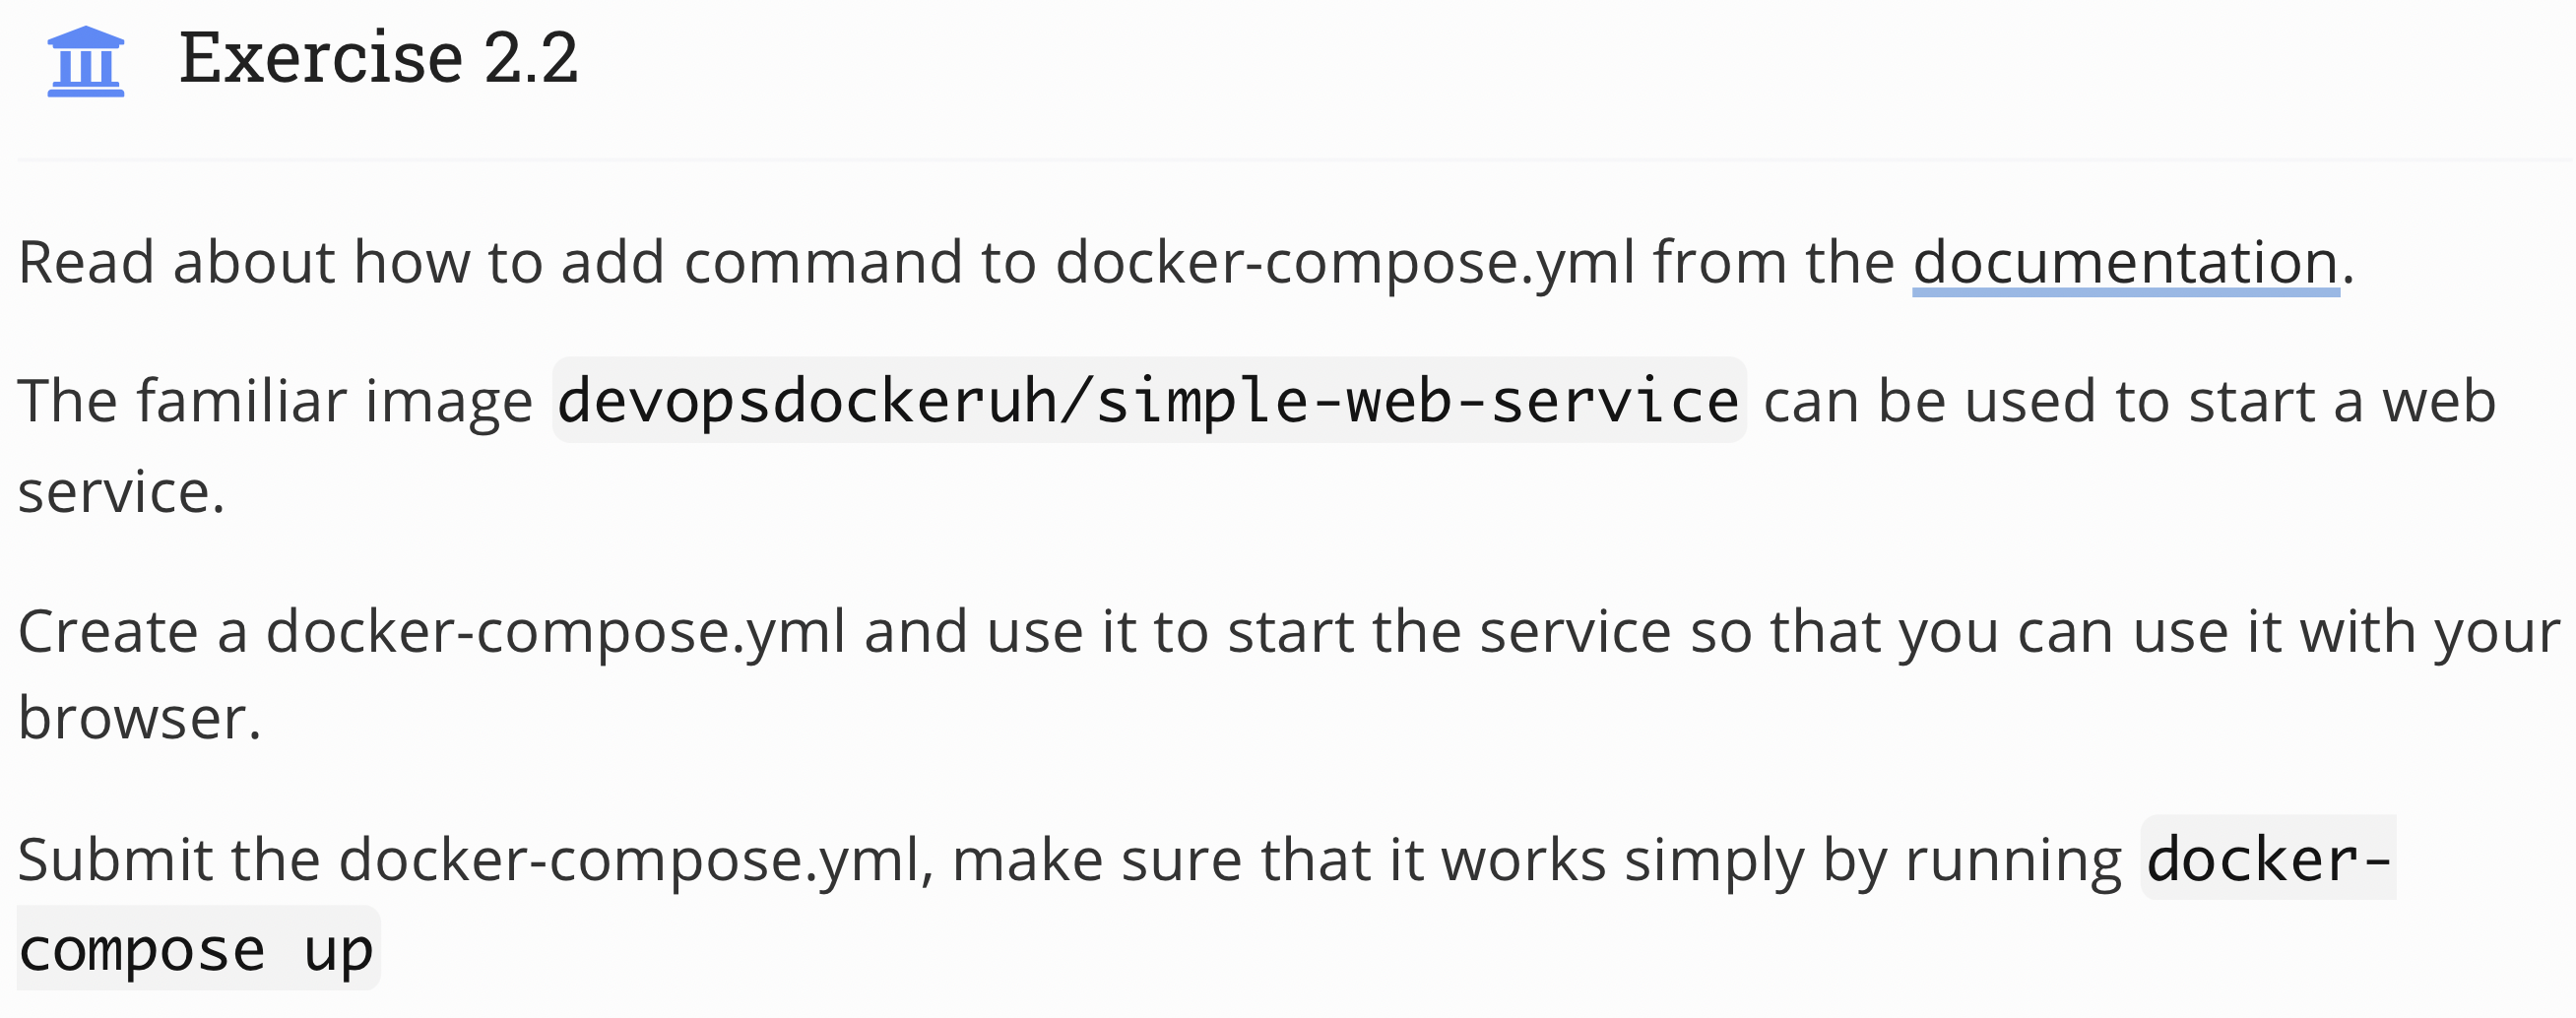 Exercise 2.2
Read about how to add command to docker-compose.yml from the documentation.
The familiar image devopsdockeruh/simple-web-service can be used to start a web
service.
Create a docker-compose.yml and use it to start the service so that you can use it with your
browser.
Submit the docker-compose.yml, make sure that it works simply by running docker-
compose up